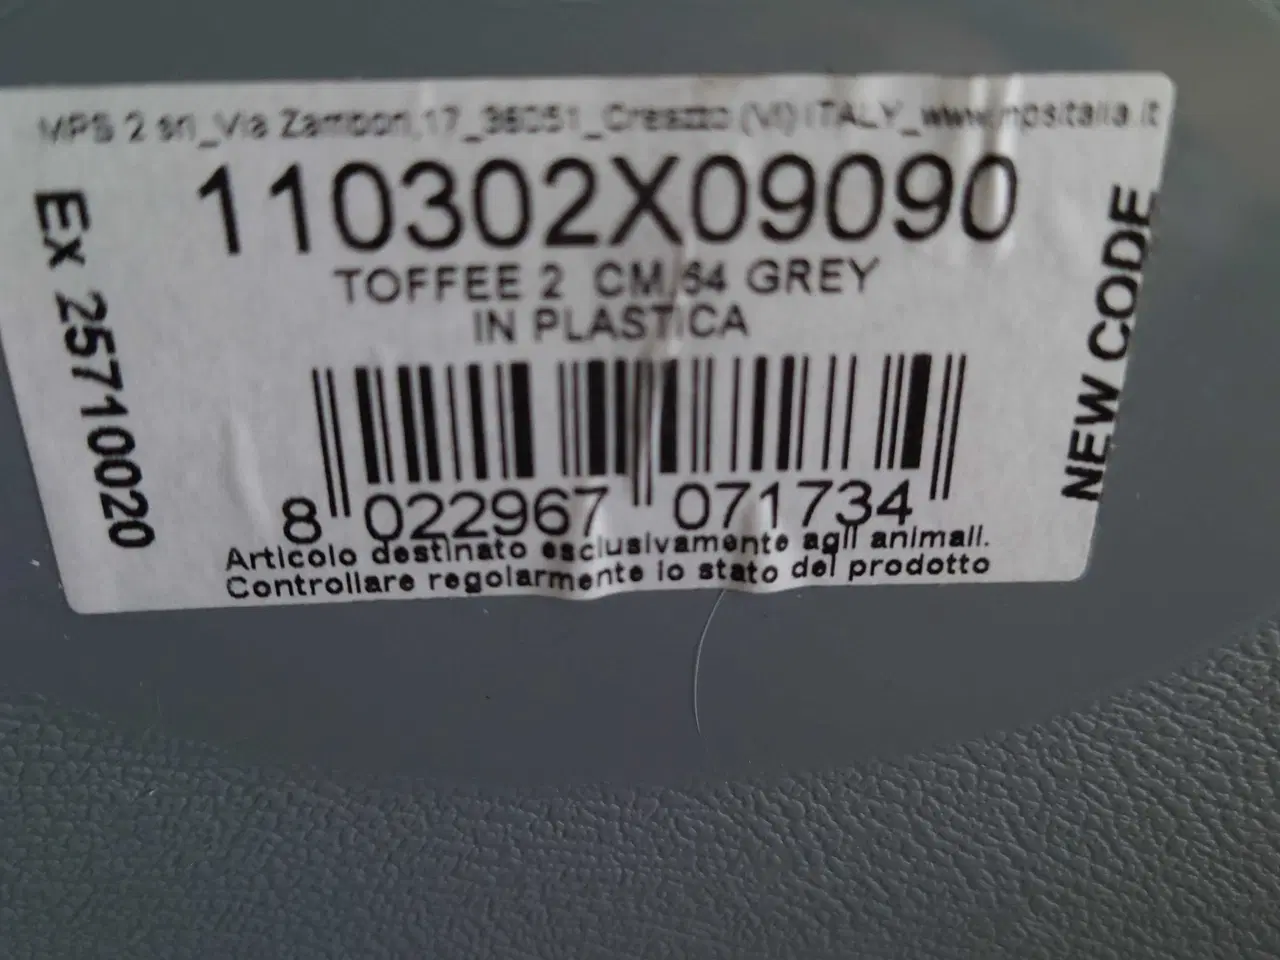 MPS 2 srl_Via Zambon,17_36051_Creazzo (VI) ITALY_www.mpsitalia.it
110302X09090
TOFFEE 2 CM 64 GREY
IN PLASTICA
Ex 25710020
NEW CODE
8 022967 071734
Articolo destinato esclusivamente agli animali.
Controllare regolarmente lo stato del prodotto